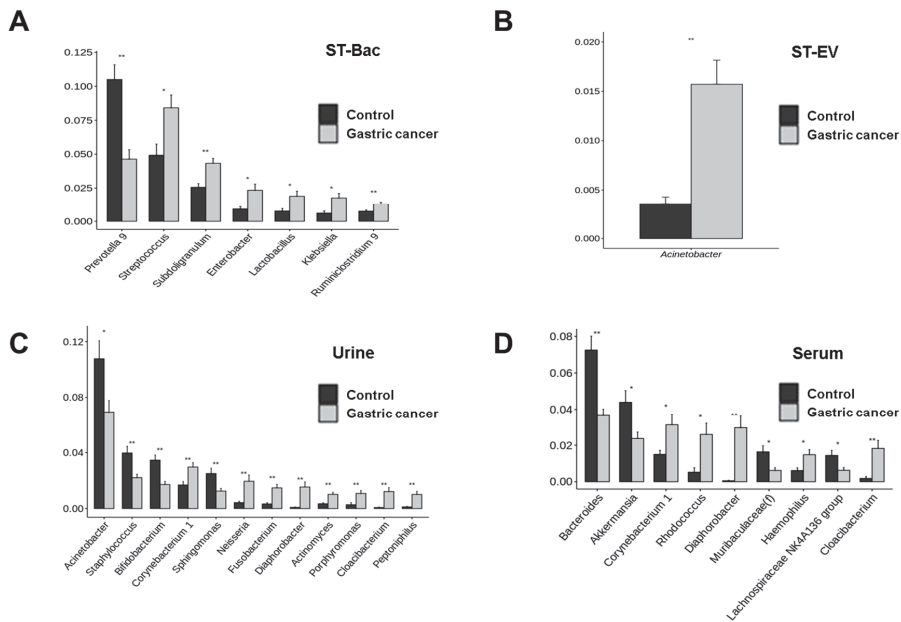 A
ST-Bac
0.125
0.100
0.075
0.050
0.025
0.000
**
*
**
*
*
*
**
Control
Gastric cancer
Prevotella 9
Streptococcus
Subdoligranulum
Enterobacter
Lactobacillus
Klebsiella
Ruminiclostridium 9
B
ST-EV
0.020
0.015
0.010
0.005
0.000
**
Control
Gastric cancer
Acinetobacter
C
Urine
0.12
0.08
0.04
0.00
*
**
**
**
**
**
**
**
**
**
**
**
Control
Gastric cancer
Acinetobacter
Staphylococcus
Bifidobacterium
Corynebacterium 1
Sphingomonas
Neisseria
Fusobacterium
Diaphorobacter
Actinomyces
Porphyromonas
Cloacibacterium
Peptoniphilus
D
Serum
0.08
0.06
0.04
0.02
0.00
**
*
*
*
**
*
*
*
**
Control
Gastric cancer
Bacteroides
Akkermansia
Corynebacterium 1
Rhodococcus
Diaphorobacter
Muribaculaceae(f)
Haemophilus
Lachnospiraceae NK4A136 group
Cloacibacterium